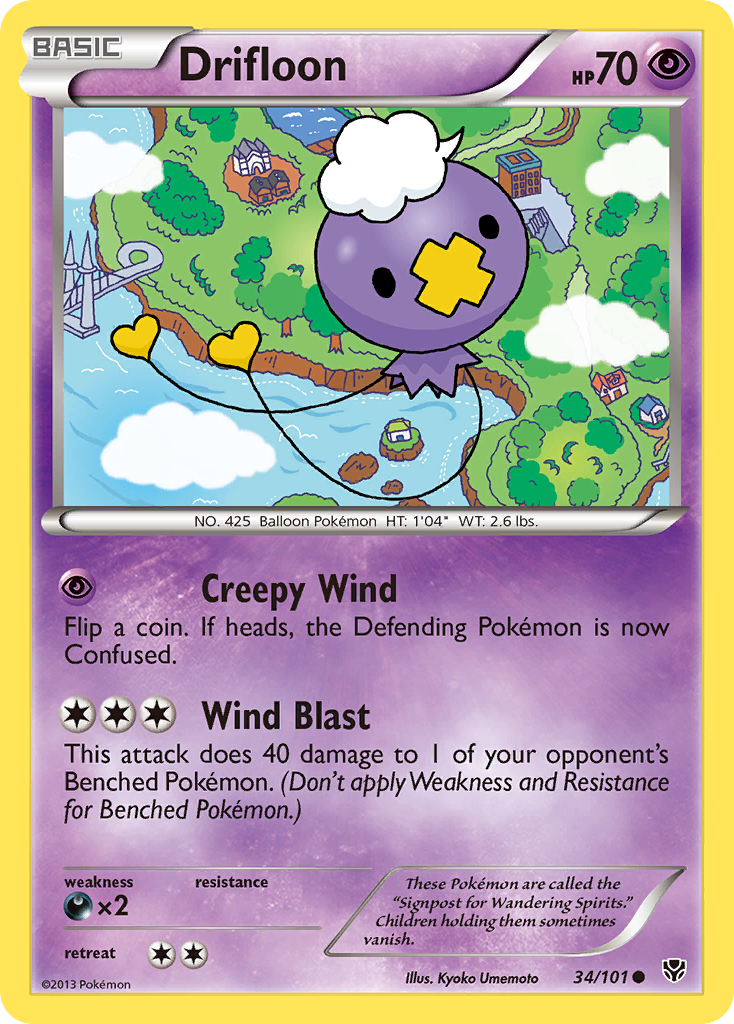 BASIC
Drifloon
HP70
NO. 425 Balloon Pokémon HT: 1'04" WT: 2.6 lbs.
Creepy Wind
Flip a coin. If heads, the Defending Pokémon is now
Confused.
Wind Blast
This attack does 40 damage to 1 of your opponent's
Benched Pokémon. (Don't apply Weakness and Resistance
for Benched Pokémon.)
weakness
resistance
×2
retreat
These Pokémon are called the
“Signpost for Wandering Spirits.”
Children holding them sometimes
vanish.
©2013 Pokémon
Illus. Kyoko Umemoto
34/101